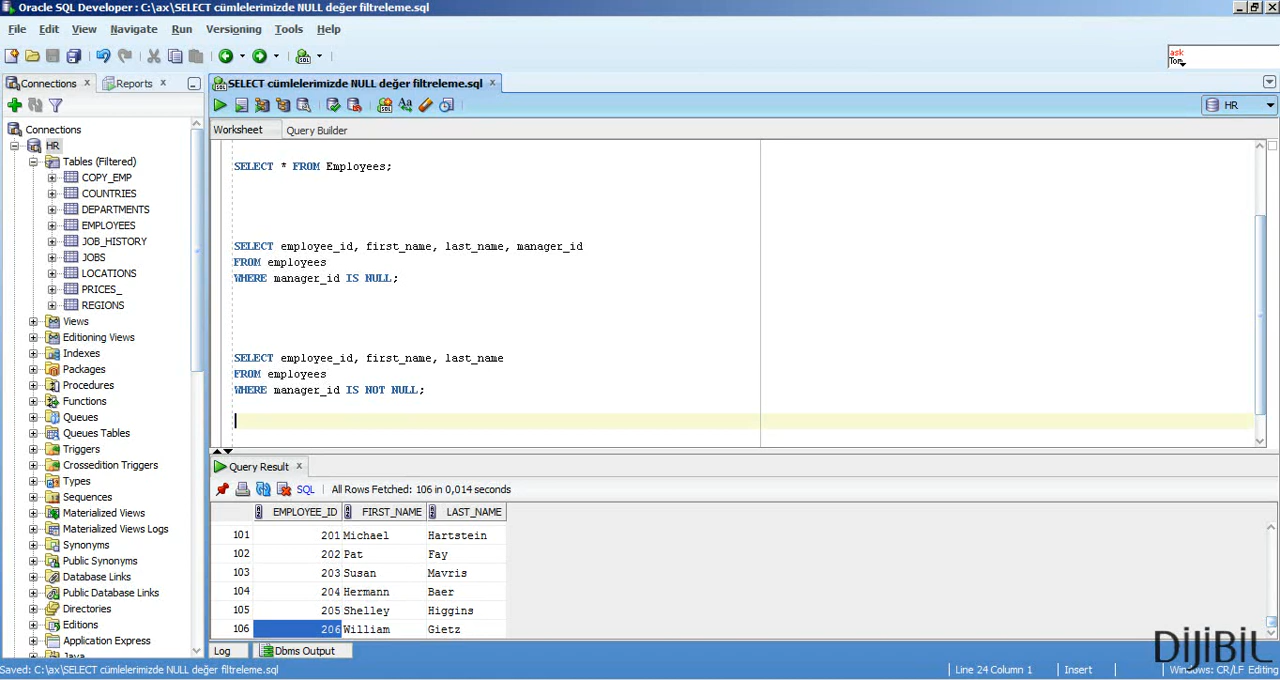 Oracle SQL Developer : C:\ax\SELECT cümlelerimizde NULL değer filtreleme.sql
File Edit View Navigate Run Versioning Tools Help
ask
Connections Reports
SELECT cümlelerimizde NULL değer filtreleme.sql
HR
Worksheet Query Builder
Connections
HR
Tables (Filtered)
COPY_EMP
COUNTRIES
DEPARTMENTS
EMPLOYEES
JOB_HISTORY
JOBS
LOCATIONS
PRICES_
REGIONS
Views
Editioning Views
Indexes
Packages
Procedures
Functions
Queues
Queues Tables
Triggers
Crossedition Triggers
Types
Sequences
Materialized Views
Materialized Views Logs
Synonyms
Public Synonyms
Database Links
Public Database Links
Directories
Editions
Application Express
Java
SELECT * FROM Employees;
SELECT employee_id, first_name, last_name, manager_id
FROM employees
WHERE manager_id IS NULL;
SELECT employee_id, first_name, last_name
FROM employees
WHERE manager_id IS NOT NULL;
Query Result
SQL | All Rows Fetched: 106 in 0,014 seconds
EMPLOYEE_ID FIRST_NAME LAST_NAME
101 201 Michael Hartstein
102 202 Pat Fay
103 203 Susan Mavris
104 204 Hermann Baer
105 205 Shelley Higgins
106 206 William Gietz
Log Dbms Output
Saved: C:\ax\SELECT cümlelerimizde NULL değer filtreleme.sql
Line 24 Column 1 Insert Windows: CR/LF Editing
DIJIBIL